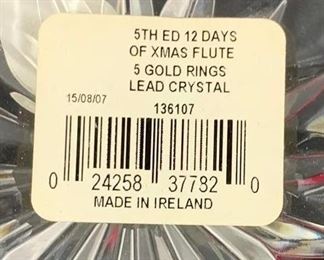 5TH ED 12 DAYS
OF XMAS FLUTE
5 GOLD RINGS
LEAD CRYSTAL
15/08/07 136107
0 24258 37782 0
MADE IN IRELAND